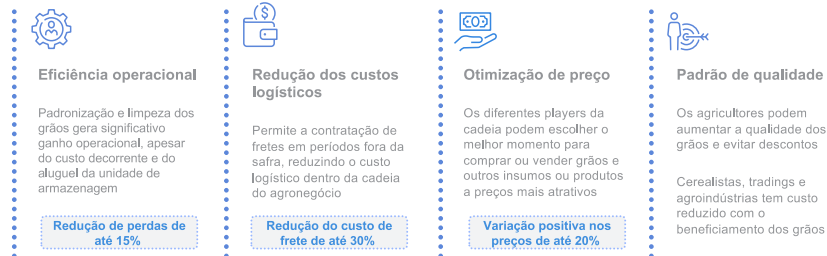 Eficiência operacional
Padronização e limpeza dos
grãos gera significativo
ganho operacional, apesar
do custo decorrente e do
aluguel da unidade de
armazenagem
Redução de perdas de
até 15%
Redução dos custos
logísticos
Permite a contratação de
fretes em períodos fora da
safra, reduzindo o custo
logístico dentro da cadeia
do agronegócio
Redução do custo de
frete de até 30%
Otimização de preço
Os diferentes players da
cadeia podem escolher o
melhor momento para
comprar ou vender grãos e
outros insumos ou produtos
a preços mais atrativos
Variação positiva nos
preços de até 20%
Padrão de qualidade
Os agricultores podem
aumentar a qualidade dos
grãos e evitar descontos
Cerealistas, tradings e
agroindústrias tem custo
reduzido com o
beneficiamento dos grãos